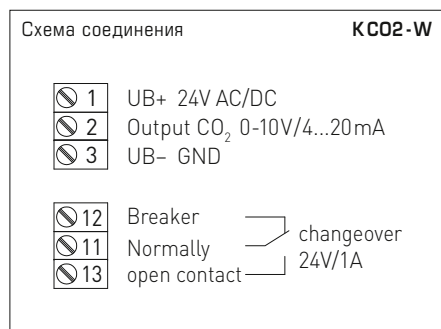 Схема соединения KCO2-W
1 UB+ 24V AC/DC
2 Output CO₂ 0-10V/4...20mA
3 UB– GND
12 Breaker
11 Normally
13 open contact
changeover
24V/1A